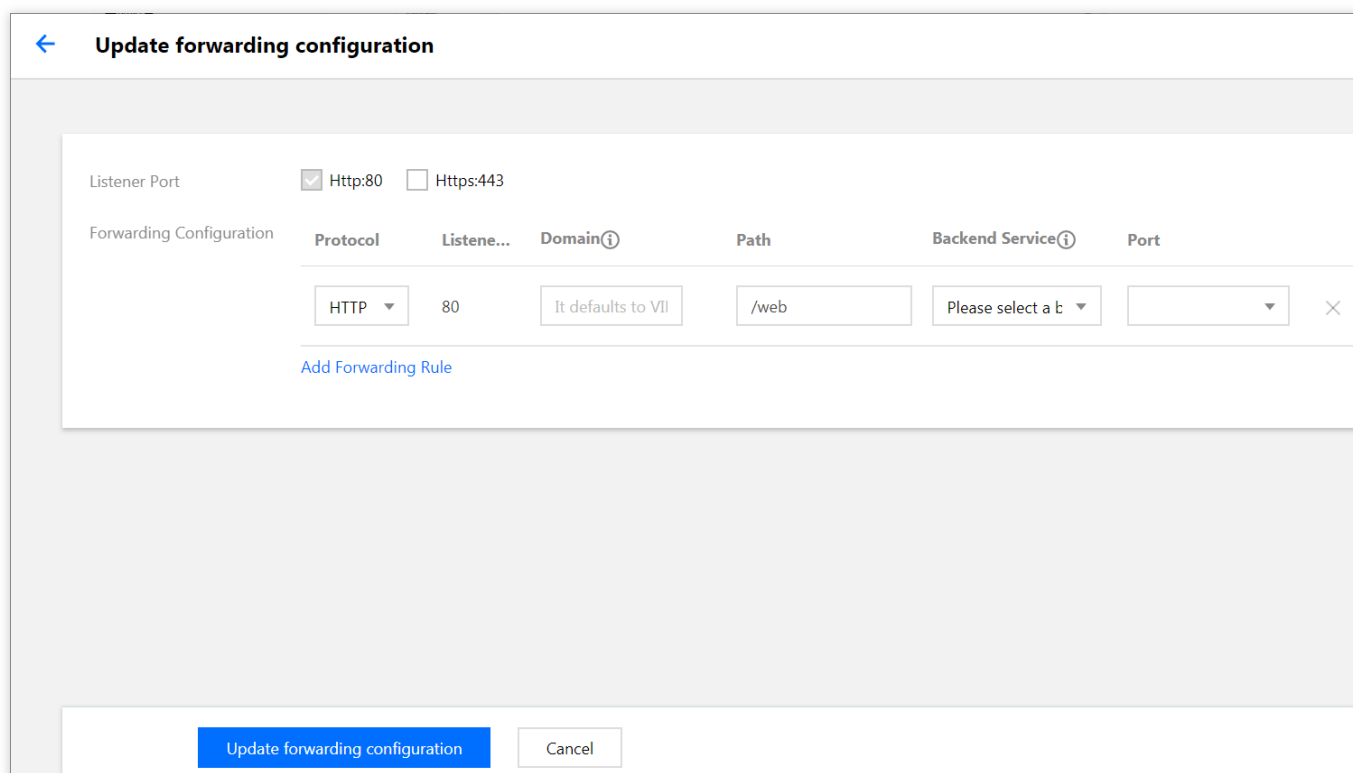 Update forwarding configuration
Listener Port Http:80 Https:443
Forwarding Configuration Protocol Listene... Domain Path Backend Service Port
HTTP 80 It defaults to VI /web Please select a b
Add Forwarding Rule
Update forwarding configuration Cancel